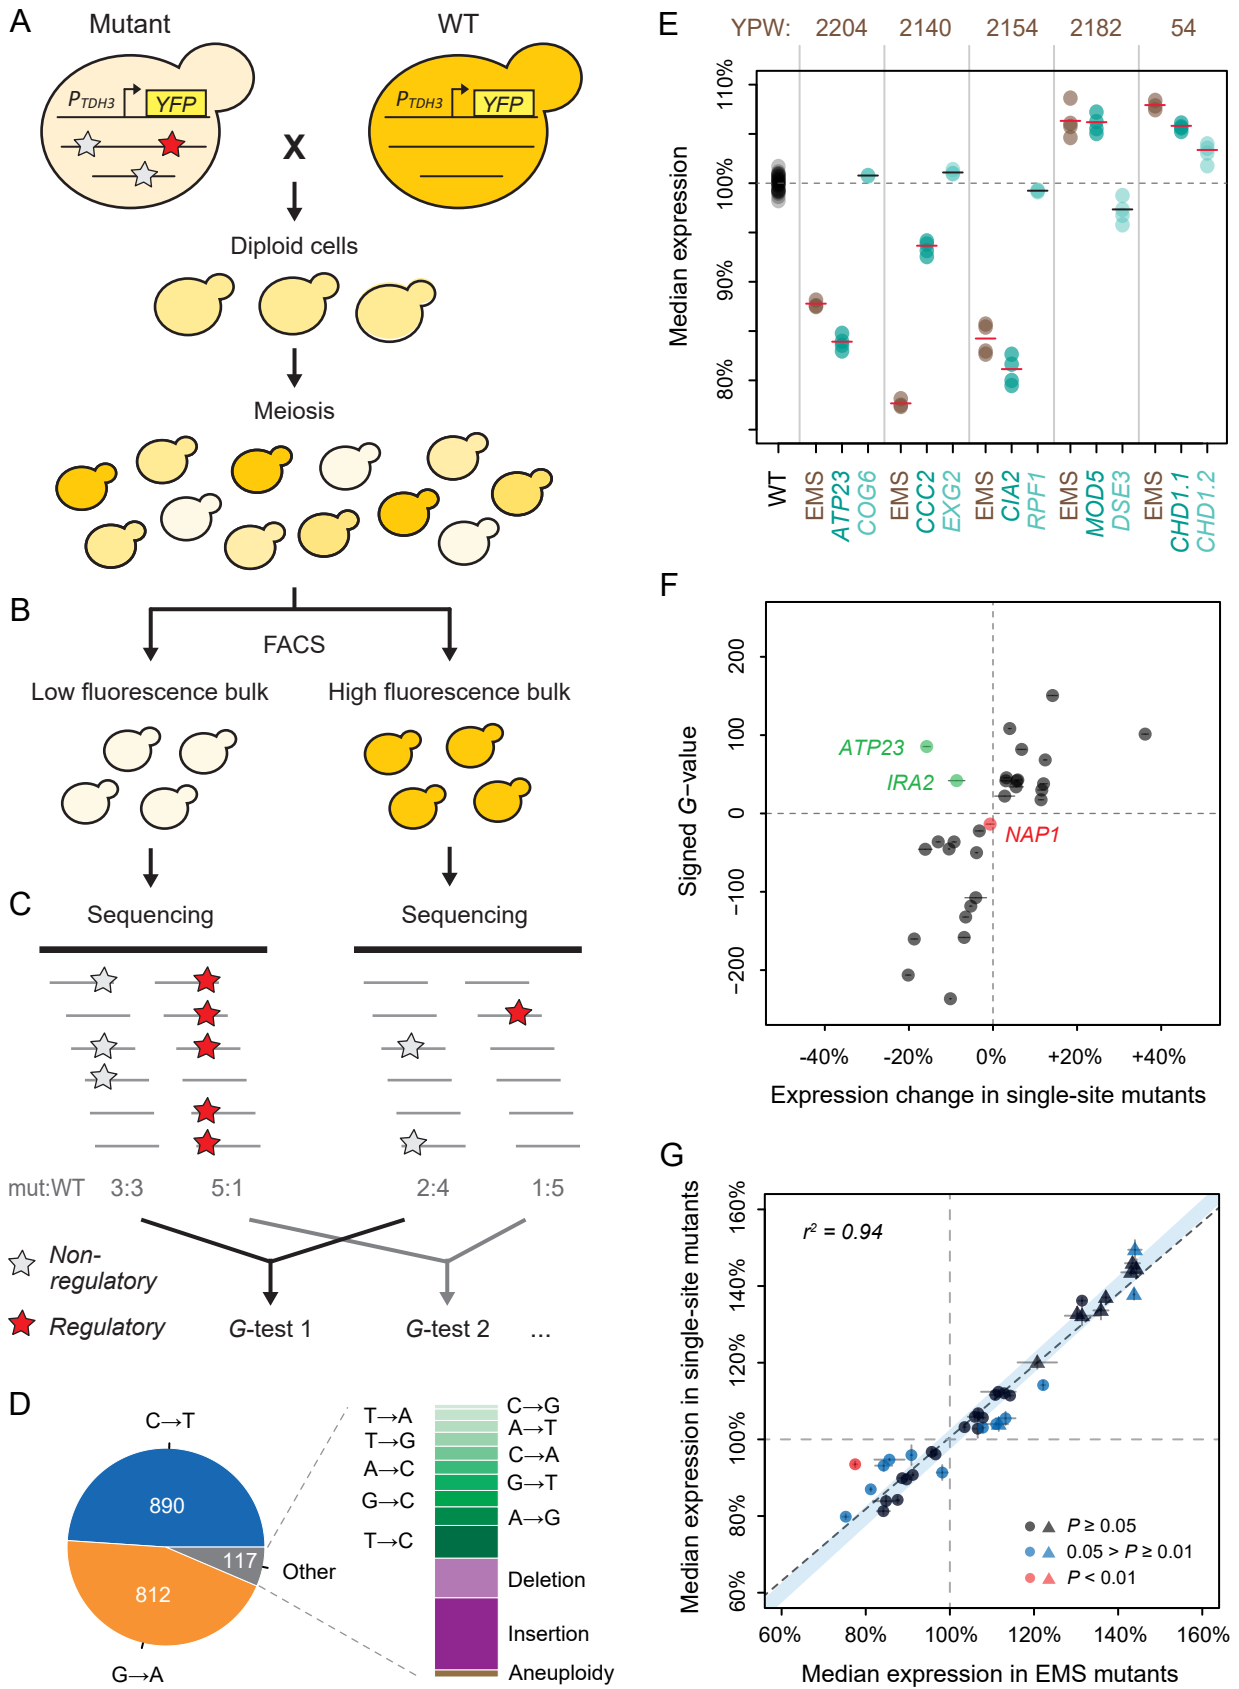 A
Mutant
WT
P TDH3
YFP
P TDH3
YFP
X
Diploid cells
Meiosis
B
FACS
Low fluorescence bulk
High fluorescence bulk
C
Sequencing
Sequencing
mut:WT 3:3 5:1 2:4 1:5
Non-
regulatory
Regulatory
G-test 1
G-test 2
...
D
C→T
890
812
117
Other
G→A
T→A
T→G
A→C
G→C
T→C
C→G
A→T
C→A
G→T
A→G
Deletion
Insertion
Aneuploidy
E
YPW: 2204 2140 2154 2182 54
Median expression
110%
100%
90%
80%
WT
EMS
ATP23
COG6
EMS
CCC2
EXG2
EMS
CIA2
RPF1
EMS
MOD5
DSE3
EMS
CHD1.1
CHD1.2
F
Signed G−value
200
100
0
−100
−200
ATP23
IRA2
NAP1
-40% -20% 0% +20% +40%
Expression change in single-site mutants
G
Median expression in single-site mutants
160%
140%
120%
100%
80%
60%
r² = 0.94
P ≥ 0.05
0.05 > P ≥ 0.01
P < 0.01
60% 80% 100% 120% 140% 160%
Median expression in EMS mutants